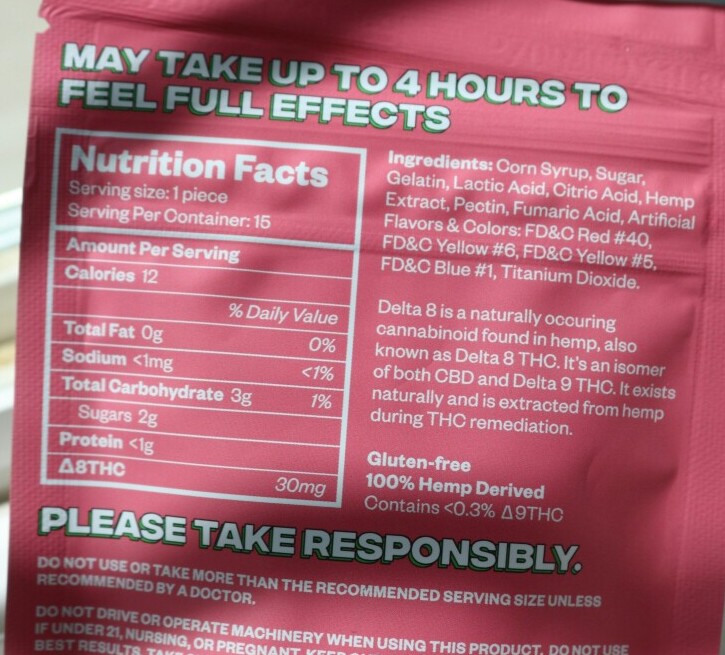 MAY TAKE UP TO 4 HOURS TO
FEEL FULL EFFECTS
Nutrition Facts
Serving size: 1 piece
Serving Per Container: 15
Amount Per Serving
Calories 12
% Daily Value
Total Fat 0g 0%
Sodium <1mg <1%
Total Carbohydrate 3g 1%
Sugars 2g
Protein <1g
Δ8THC 30mg
Ingredients: Corn Syrup, Sugar,
Gelatin, Lactic Acid, Citric Acid, Hemp
Extract, Pectin, Fumaric Acid, Artificial
Flavors & Colors: FD&C Red #40,
FD&C Yellow #6, FD&C Yellow #5,
FD&C Blue #1, Titanium Dioxide.
Delta 8 is a naturally occuring
cannabinoid found in hemp, also
known as Delta 8 THC. It's an isomer
of both CBD and Delta 9 THC. It exists
naturally and is extracted from hemp
during THC remediation.
Gluten-free
100% Hemp Derived
Contains <0.3% Δ9THC
PLEASE TAKE RESPONSIBLY.
DO NOT USE OR TAKE MORE THAN THE RECOMMENDED SERVING SIZE UNLESS
RECOMMENDED BY A DOCTOR.
DO NOT DRIVE OR OPERATE MACHINERY WHEN USING THIS PRODUCT. DO NOT USE
IF UNDER 21, NURSING, OR PREGNANT. KEEP
BEST RESULTS, TAKE